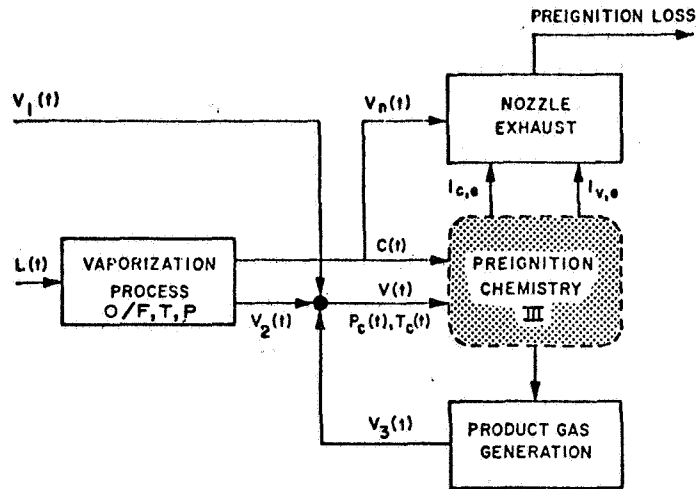 PREIGNITION LOSS
V1(t)
Vn(t)
NOZZLE
EXHAUST
Ic,e
Iv,e
L(t)
VAPORIZATION
PROCESS
O/F, T, P
C(t)
V2(t)
V(t)
Pc(t), Tc(t)
PREIGNITION
CHEMISTRY
III
V3(t)
PRODUCT GAS
GENERATION